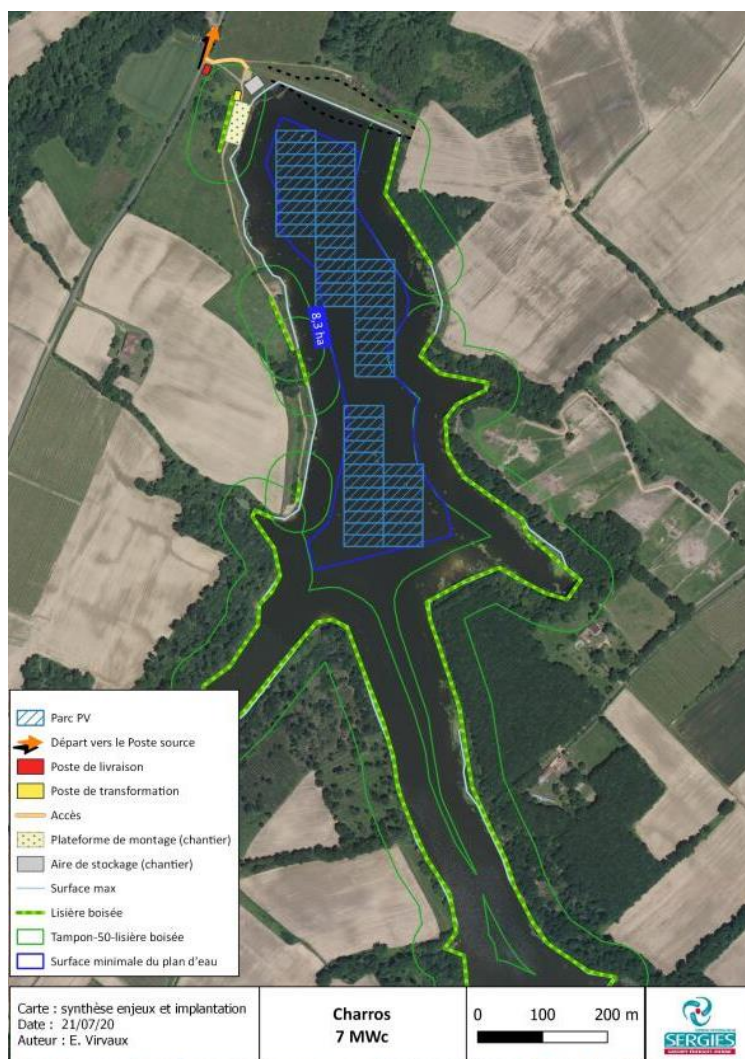 8,3 ha
Parc PV
Départ vers le Poste source
Poste de livraison
Poste de transformation
Accès
Plateforme de montage (chantier)
Aire de stockage (chantier)
Surface max
Lisière boisée
Tampon-50-lisière boisée
Surface minimale du plan d'eau
Carte : synthèse enjeux et implantation
Date : 21/07/20
Auteur : E. Virvaux
Charros
7 MWc
0 100 200 m
SERGIES